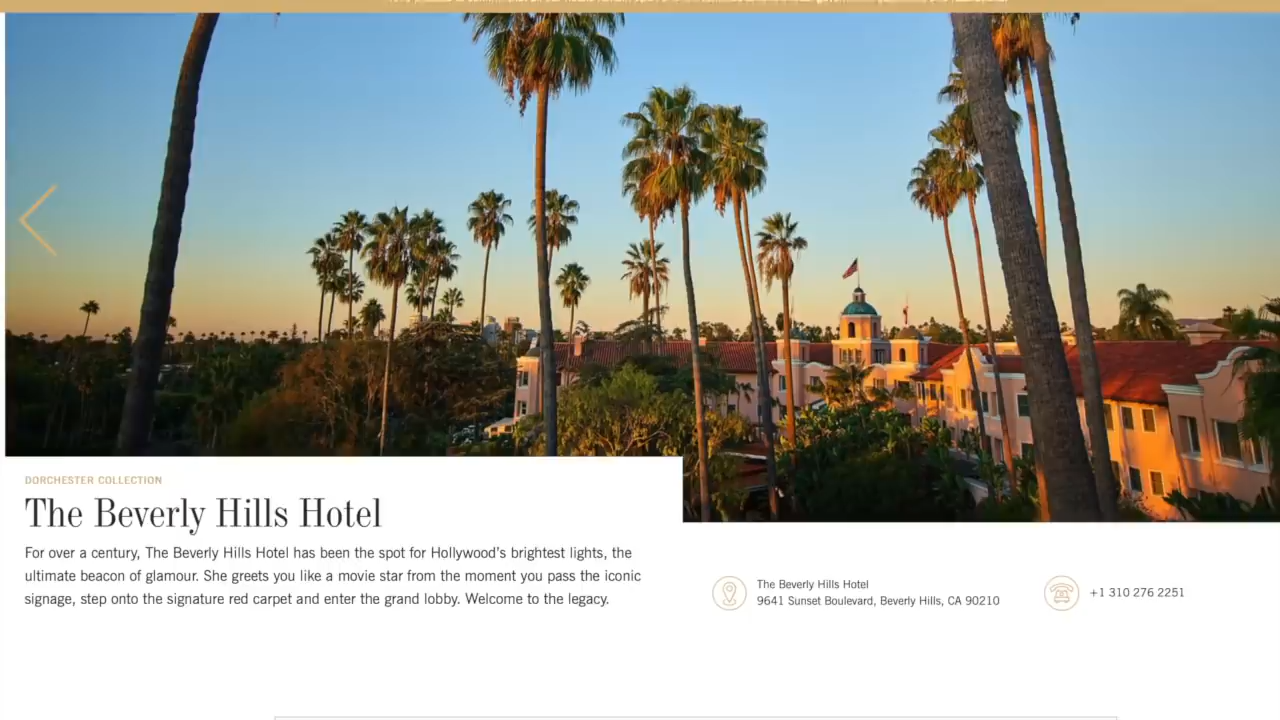 DORCHESTER COLLECTION
The Beverly Hills Hotel
For over a century, The Beverly Hills Hotel has been the spot for Hollywood's brightest lights, the
ultimate beacon of glamour. She greets you like a movie star from the moment you pass the iconic
signage, step onto the signature red carpet and enter the grand lobby. Welcome to the legacy.
The Beverly Hills Hotel
9641 Sunset Boulevard, Beverly Hills, CA 90210
+1 310 276 2251